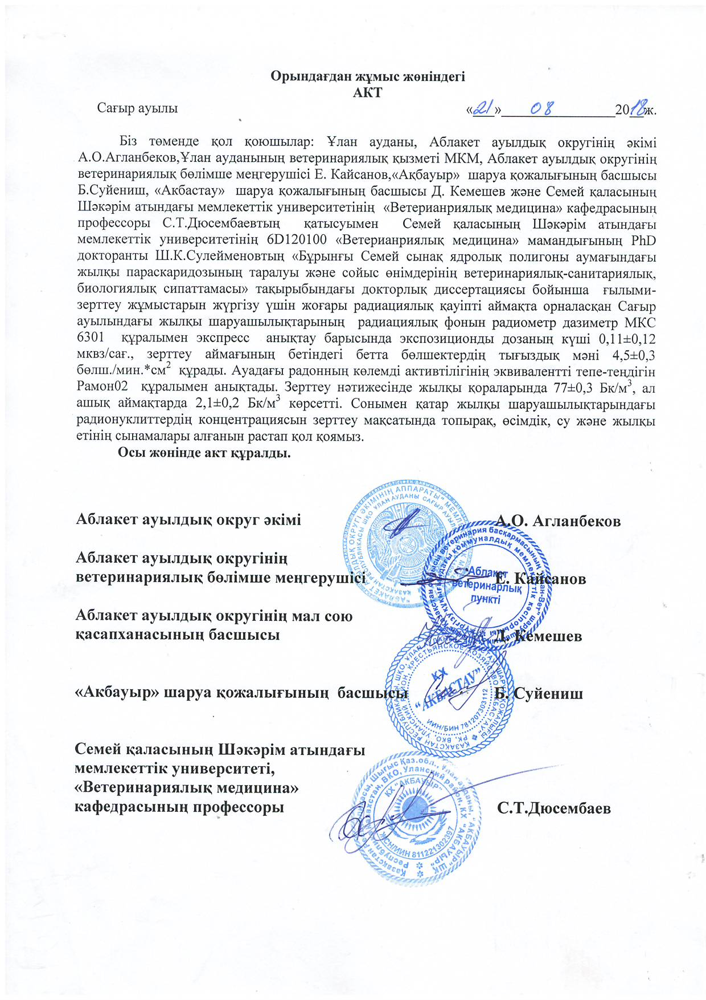 Орындағдан жұмыс жөніндегі
АКТ
Сағыр ауылы «21» 08 2018ж.
Біз төменде қол қоюшылар: Ұлан ауданы, Аблакет ауылдық округінің әкімі
А.О.Агланбеков,Ұлан ауданының ветеринариялық қызметі МКМ, Аблакет ауылдық округінің
ветеринариялық бөлімше меңгерушісі Е. Кайсанов,«Ақбауыр» шаруа қожалығының басшысы
Б.Суйениш, «Акбастау» шаруа қожалығының басшысы Д. Кемешев және Семей қаласының
Шәкәрім атындағы мемлекеттік университетінің «Ветерианриялық медицина» кафедрасының
профессоры С.Т.Дюсембаевтың қатысуымен Семей қаласының Шәкәрім атындағы
мемлекеттік университетінің 6D120100 «Ветерианриялық медицина» мамандығының PhD
докторанты Ш.К.Сулейменовтың «Бұрынғы Семей сынақ ядролық полигоны аумағындағы
жылқы параскаридозының таралуы және сойыс өнімдерінің ветеринариялық-санитариялық,
биологиялық сипаттамасы» тақырыбындағы докторлық диссертациясы бойынша ғылыми-
зерттеу жұмыстарын жүргізу үшін жоғары радиациялық қауіпті аймақта орналасқан Сағыр
ауылындағы жылқы шаруашылықтарының радиациялық фонын радиометр дазиметр МКС
6301 құралымен экспресс анықтау барысында экспозиционды дозаның күші 0,11±0,12
мквз/сағ., зерттеу аймағының бетіндегі бетта бөлшектердің тығыздық мәні 4,5±0,3
бөлш./мин.*см² құрады. Ауадағы радонның көлемді активтілігінің эквивалентті тепе-теңдігін
Рамон02 құралымен анықтады. Зерттеу нәтижесінде жылқы қораларында 77±0,3 Бк/м³, ал
ашық аймақтарда 2,1±0,2 Бк/м³ көрсетті. Сонымен қатар жылқы шаруашылықтарындағы
радионуклиттердің концентрациясын зерттеу мақсатында топырақ, өсімдік, су және жылқы
етінің сынамалары алғанын растап қол қоямыз.
Осы жөнінде акт құралды.
Аблакет ауылдық округ әкімі А.О. Агланбеков
Аблакет ауылдық округінің
ветеринариялық бөлімше меңгерушісі Е. Кайсанов
Аблакет
ветеринарлық
пункті
Аблакет ауылдық округінің мал сою
қасапханасының басшысы Д. Кемешев
КХ
"АКБАСТАУ"
ИИН/БИН 781207303112
«Акбауыр» шаруа қожалығының басшысы Б. Суйениш
Семей қаласының Шәкәрім атындағы
мемлекеттік университеті,
«Ветеринариялық медицина»
кафедрасының профессоры С.Т.Дюсембаев
КХ "АКБАУЫР"
ЖСН/ИИН 811221302397